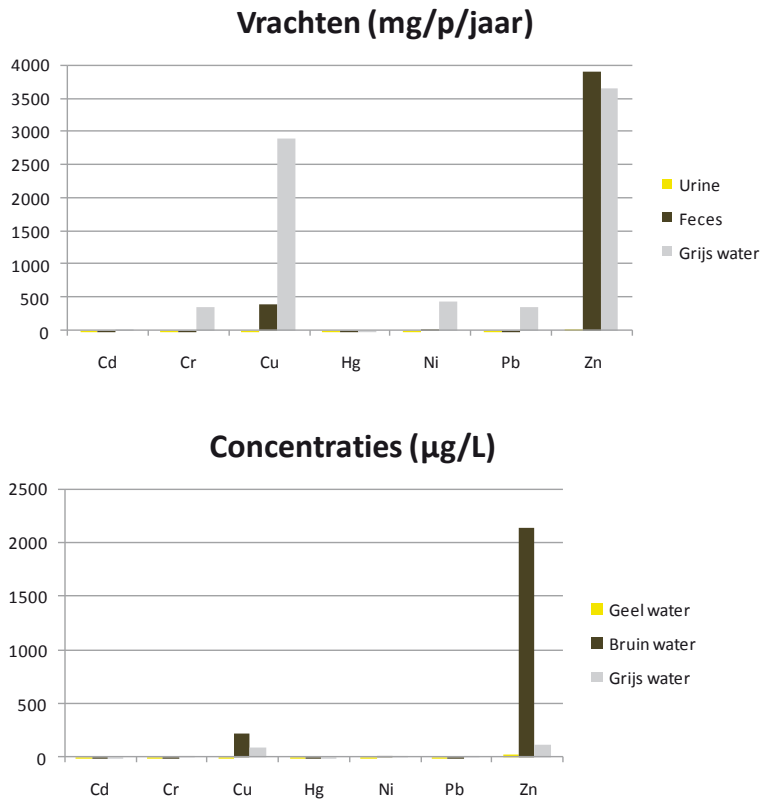 Vrachten (mg/p/jaar)
4000
3500
3000
2500
2000
1500
1000
500
0
Cd Cr Cu Hg Ni Pb Zn
Urine
Feces
Grijs water
Concentraties (µg/L)
2500
2000
1500
1000
500
0
Cd Cr Cu Hg Ni Pb Zn
Geel water
Bruin water
Grijs water